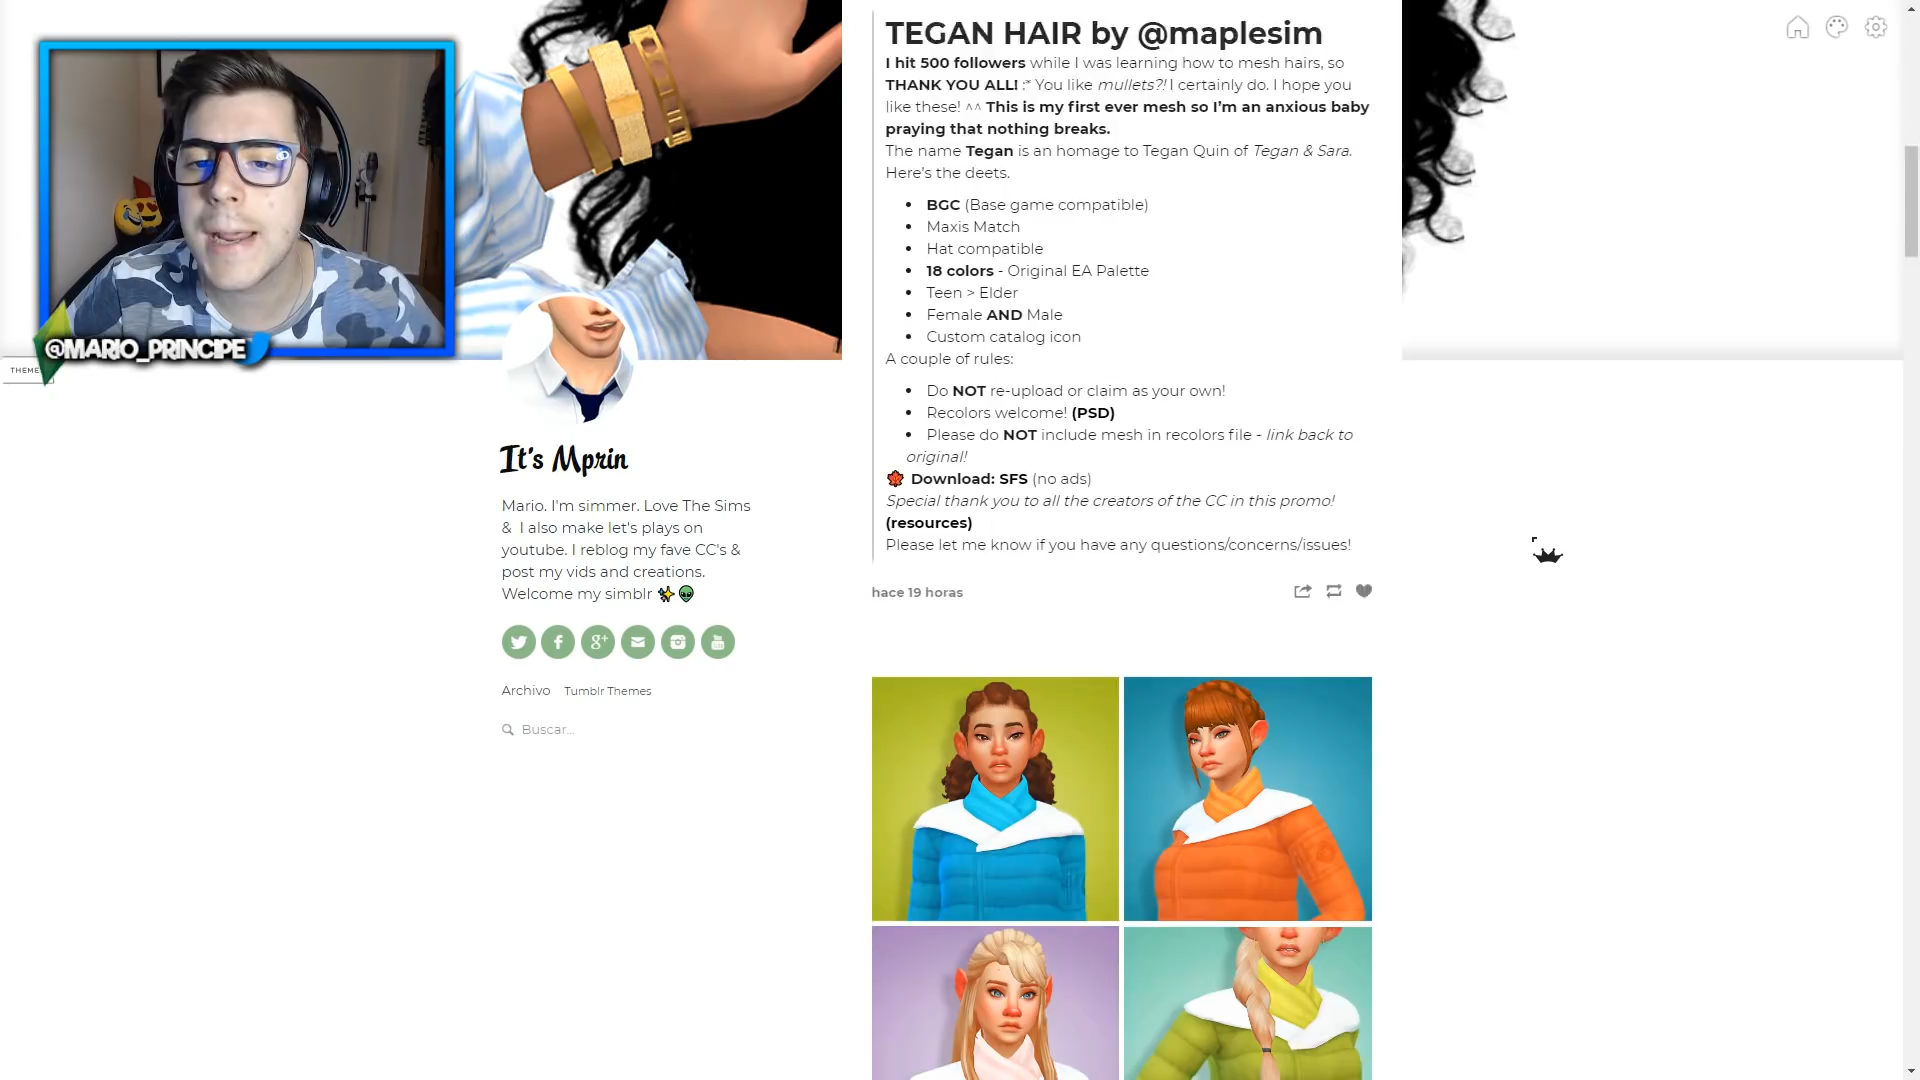 TEGAN HAIR by @maplesim
I hit 500 followers while I was learning how to mesh hairs, so
THANK YOU ALL! :* You like mullets?! I certainly do. I hope you
like these! ^^ This is my first ever mesh so I'm an anxious baby
praying that nothing breaks.
The name Tegan is an homage to Tegan Quin of Tegan & Sara.
Here's the deets.
• BGC (Base game compatible)
• Maxis Match
• Hat compatible
• 18 colors - Original EA Palette
• Teen > Elder
• Female AND Male
• Custom catalog icon
A couple of rules:
• Do NOT re-upload or claim as your own!
• Recolors welcome! (PSD)
• Please do NOT include mesh in recolors file - link back to
original!
Download: SFS (no ads)
Special thank you to all the creators of the CC in this promo!
(resources)
Please let me know if you have any questions/concerns/issues!
hace 19 horas
@MARIO_PRINCIPE
THEME
It's Mprin
Mario. I'm simmer. Love The Sims
& I also make let's plays on
youtube. I reblog my fave CC's &
post my vids and creations.
Welcome my simblr ✨👽
Archivo Tumblr Themes
Buscar...